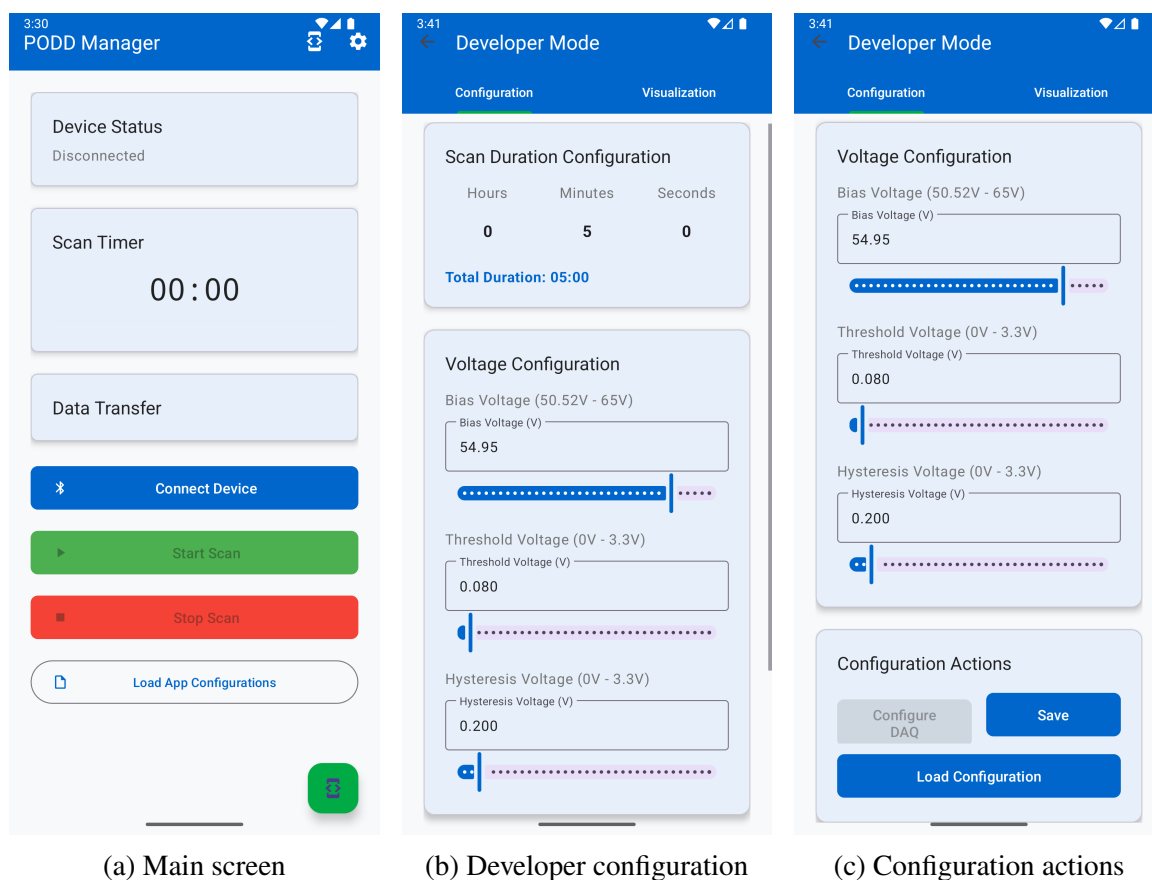 3:30
PODD Manager
Device Status
Disconnected
Scan Timer
00:00
Data Transfer
Connect Device
Start Scan
Stop Scan
Load App Configurations
(a) Main screen
3:41
Developer Mode
Configuration Visualization
Scan Duration Configuration
Hours Minutes Seconds
0 5 0
Total Duration: 05:00
Voltage Configuration
Bias Voltage (50.52V - 65V)
Bias Voltage (V)
54.95
Threshold Voltage (0V - 3.3V)
Threshold Voltage (V)
0.080
Hysteresis Voltage (0V - 3.3V)
Hysteresis Voltage (V)
0.200
(b) Developer configuration
3:41
Developer Mode
Configuration Visualization
Voltage Configuration
Bias Voltage (50.52V - 65V)
Bias Voltage (V)
54.95
Threshold Voltage (0V - 3.3V)
Threshold Voltage (V)
0.080
Hysteresis Voltage (0V - 3.3V)
Hysteresis Voltage (V)
0.200
Configuration Actions
Configure
DAQ
Save
Load Configuration
(c) Configuration actions